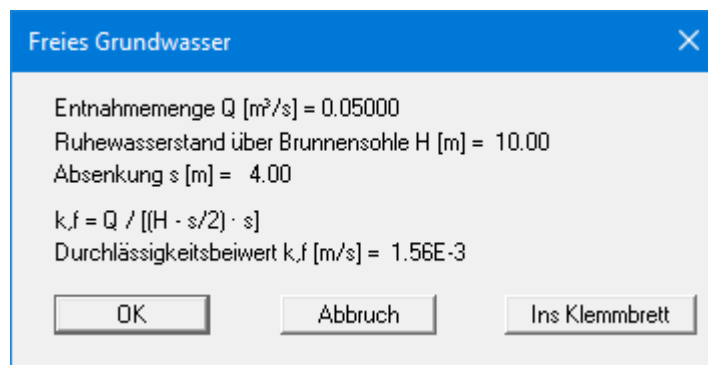 Freies Grundwasser
Entnahmemenge Q [m³/s] = 0.05000
Ruhewasserstand über Brunnensohle H [m] = 10.00
Absenkung s [m] = 4.00
k,f = Q / [(H - s/2) · s]
Durchlässigkeitsbeiwert k,f [m/s] = 1.56E-3
OK Abbruch Ins Klemmbrett